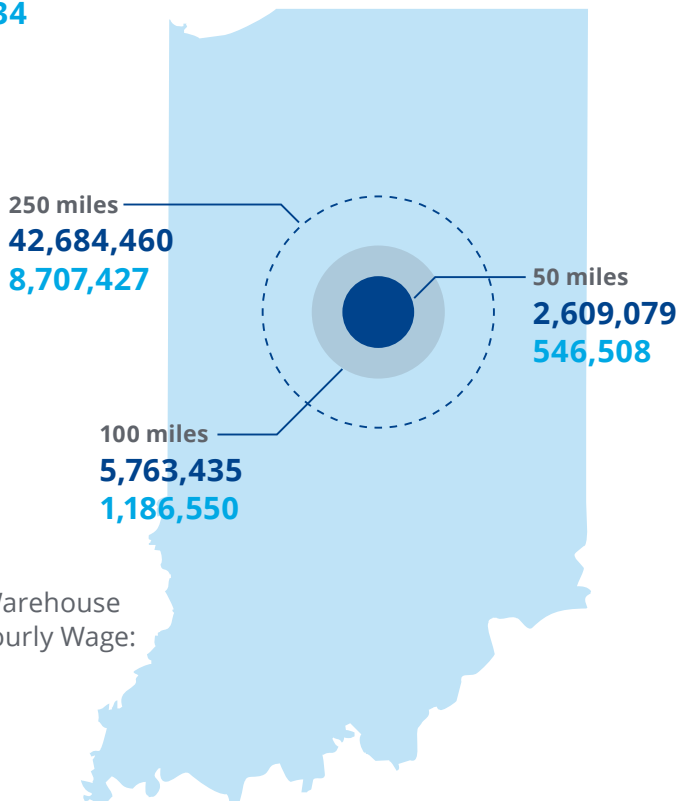 34
250 miles
42,684,460
8,707,427
50 miles
2,609,079
546,508
100 miles
5,763,435
1,186,550
Warehouse
ourly Wage: